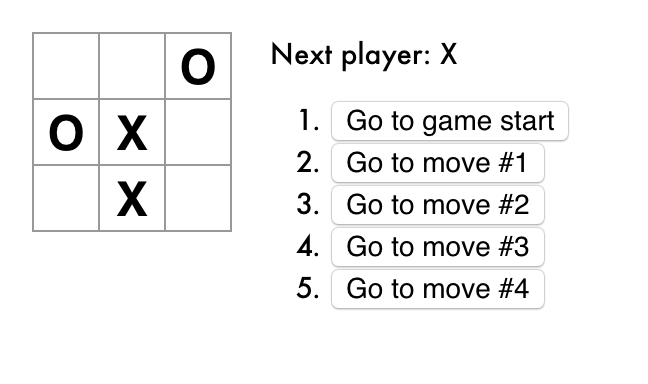 O
Next player: X
1. Go to game start
O X
2. Go to move #1
X
3. Go to move #2
4. Go to move #3
5. Go to move #4